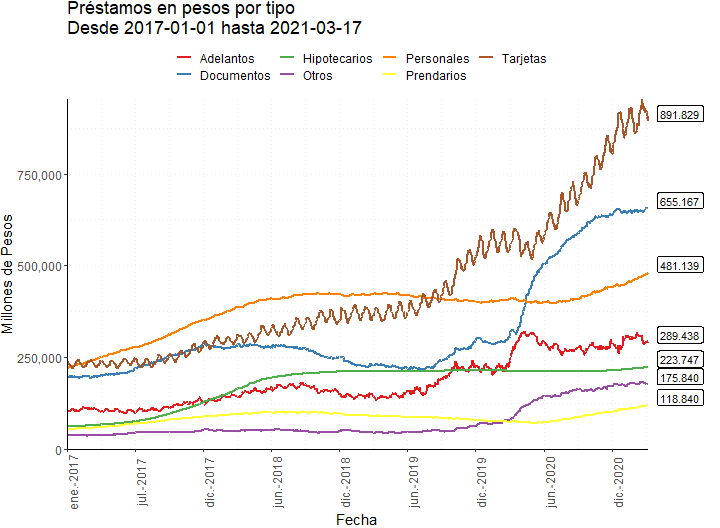 Préstamos en pesos por tipo
Desde 2017-01-01 hasta 2021-03-17
Adelantos Hipotecarios Personales Tarjetas
Documentos Otros Prendarios
Millones de Pesos
750,000
500,000
250,000
0
891.829
655.167
481.139
289.438
223.747
175.840
118.840
ene.-2017 jul.-2017 dic.-2017 jun.-2018 dic.-2018 jun.-2019 dic.-2019 jun.-2020 dic.-2020
Fecha